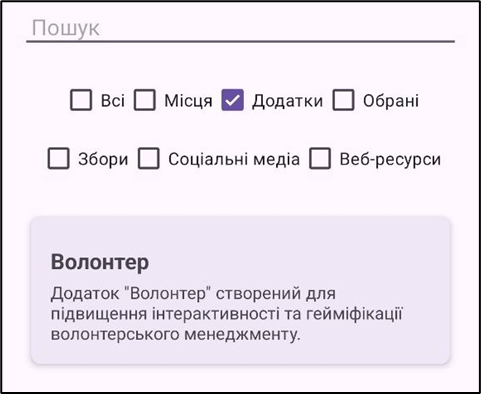 Пошук
Всі Місця Додатки Обрані
Збори Соціальні медіа Веб-ресурси
Волонтер
Додаток "Волонтер" створений для
підвищення інтерактивності та гейміфікації
волонтерського менеджменту.